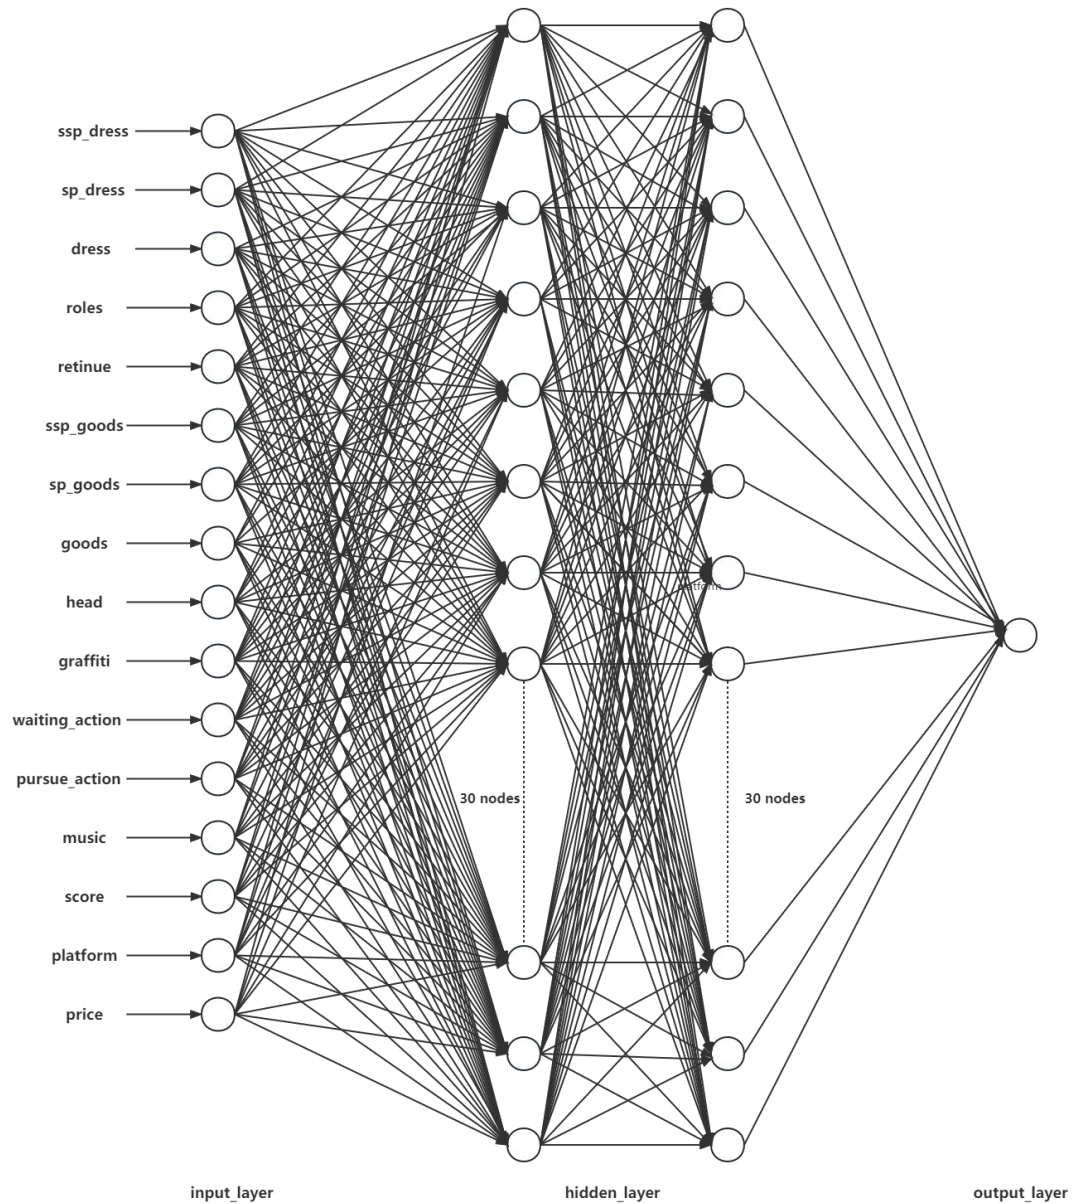 ssp_dress
sp_dress
dress
roles
retinue
ssp_goods
sp_goods
goods
head
graffiti
waiting_action
pursue_action
music
score
platform
price
30 nodes
30 nodes
input_layer
hidden_layer
output_layer